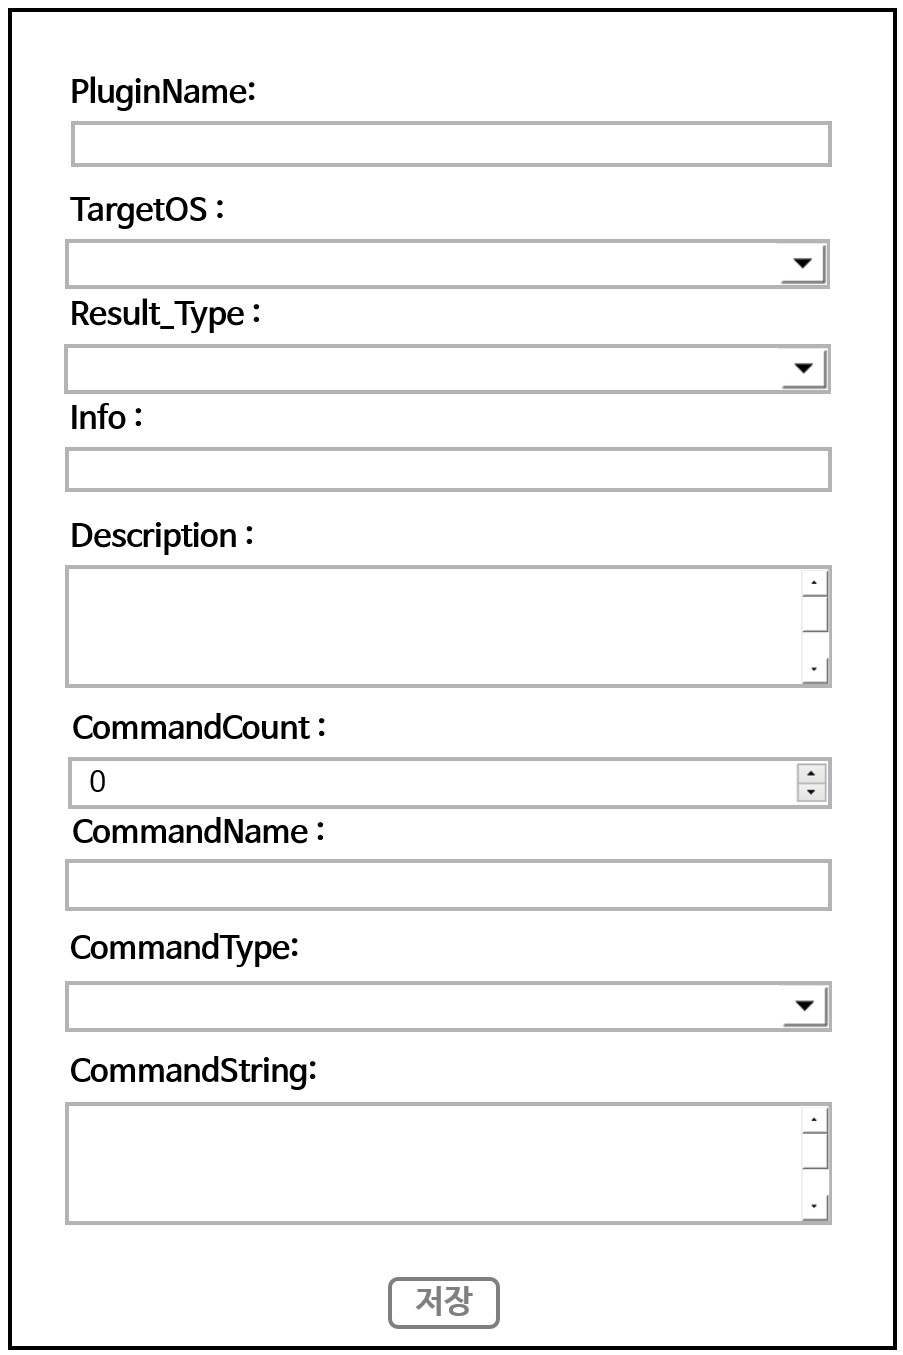 PluginName:
TargetOS :
Result_Type :
Info :
Description :
CommandCount :
0
CommandName :
CommandType:
CommandString:
저장